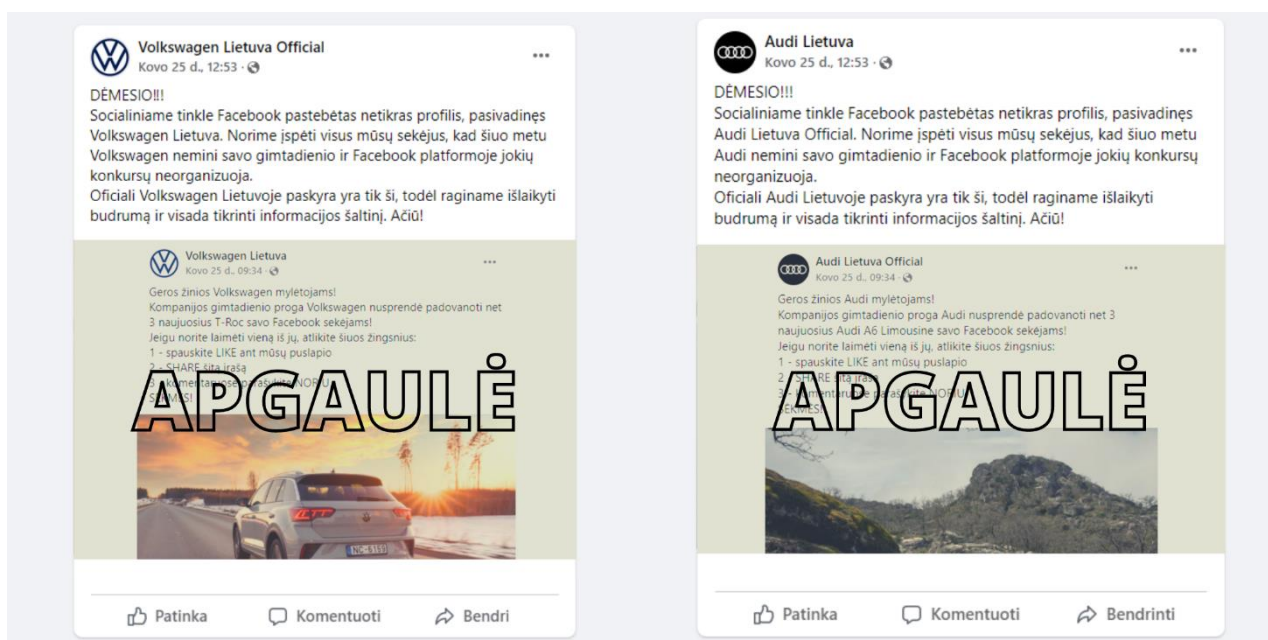 Volkswagen Lietuva Official
Kovo 25 d., 12:53 ·
DĖMESIO!!!
Socialiniame tinkle Facebook pastebėtas netikras profilis, pasivadinęs
Volkswagen Lietuva. Norime įspėti visus mūsų sekėjus, kad šiuo metu
Volkswagen nemini savo gimtadienio ir Facebook platformoje jokių
konkursų neorganizuoja.
Oficiali Volkswagen Lietuvoje paskyra yra tik ši, todėl raginame išlaikyti
budrumą ir visada tikrinti informacijos šaltinį. Ačiū!
Volkswagen Lietuva
Kovo 25 d., 09:34 ·
Geros žinios Volkswagen mylėtojams!
Kompanijos gimtadienio proga Volkswagen nusprendė padovanoti net
3 naujuosius T-Roc savo Facebook sekėjams!
Jeigu norite laimėti vieną iš jų, atlikite šiuos žingsnius:
1 - spauskite LIKE ant mūsų puslapio
2 - SHARE šitą įrašą
3 - komentaruose parašykite NORIU
SĖKMĖS!
APGAULĖ
NC-6159
Patinka
Komentuoti
Bendri
Audi Lietuva
Kovo 25 d., 12:53 ·
DĖMESIO!!!
Socialiniame tinkle Facebook pastebėtas netikras profilis, pasivadinęs
Audi Lietuva Official. Norime įspėti visus mūsų sekėjus, kad šiuo metu
Audi nemini savo gimtadienio ir Facebook platformoje jokių konkursų
neorganizuoja.
Oficiali Audi Lietuvoje paskyra yra tik ši, todėl raginame išlaikyti
budrumą ir visada tikrinti informacijos šaltinį. Ačiū!
Audi Lietuva Official
Kovo 25 d., 09:34 ·
Geros žinios Audi mylėtojams!
Kompanijos gimtadienio proga Audi nusprendė padovanoti net 3
naujuosius Audi A6 Limousine savo Facebook sekėjams!
Jeigu norite laimėti vieną iš jų, atlikite šiuos žingsnius:
1 - spauskite LIKE ant mūsų puslapio
2 - SHARE šitą įrašą
3 - komentaruose parašykite NORIU
SĖKMĖS!
APGAULĖ
Patinka
Komentuoti
Bendrinti